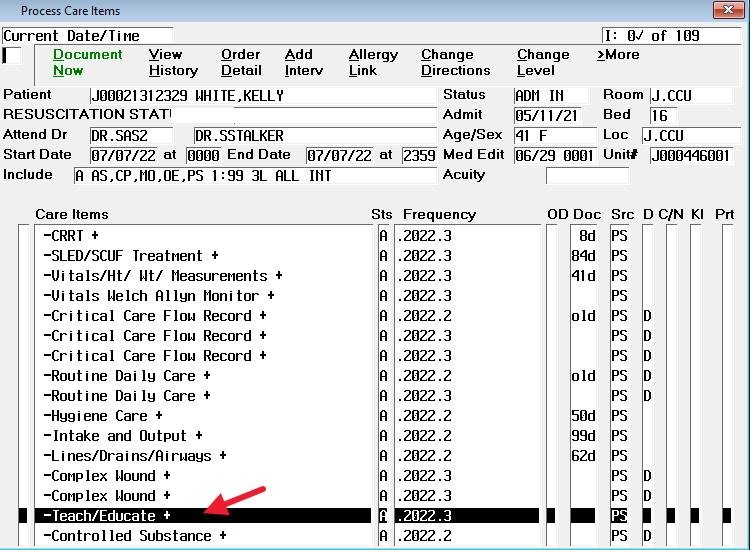 Process Care Items
Current Date/Time I: 0/ of 109
Document Now View History Order Detail Add Interv Allergy Link Change Directions Change Level >More
Patient J00021312329 WHITE,KELLY Status ADM IN Room J.CCU
RESUSCITATION STAT Admit 05/11/21 Bed 16
Attend Dr DR.SAS2 DR.SSTALKER Age/Sex 41 F Loc J.CCU
Start Date 07/07/22 at 0000 End Date 07/07/22 at 2359 Med Edit 06/29 0001 Unit# J000446001
Include A AS,CP,MO,OE,PS 1:99 3L ALL INT Acuity
Care Items Sts Frequency OD Doc Src D C/N KI Prt
-CRRT + A .2022.3 8d PS
-SLED/SCUF Treatment + A .2022.3 84d PS
-Vitals/Ht/ Wt/ Measurements + A .2022.3 41d PS
-Vitals Welch Allyn Monitor + A .2022.3 PS
-Critical Care Flow Record + A .2022.2 old PS D
-Critical Care Flow Record + A .2022.3 PS D
-Critical Care Flow Record + A .2022.3 PS D
-Routine Daily Care + A .2022.2 old PS D
-Routine Daily Care + A .2022.3 PS D
-Hygiene Care + A .2022.2 50d PS
-Intake and Output + A .2022.2 99d PS
-Lines/Drains/Airways + A .2022.2 62d PS
-Complex Wound + A .2022.3 PS D
-Complex Wound + A .2022.3 PS D
-Teach/Educate + A .2022.3 PS
-Controlled Substance + A .2022.2 PS